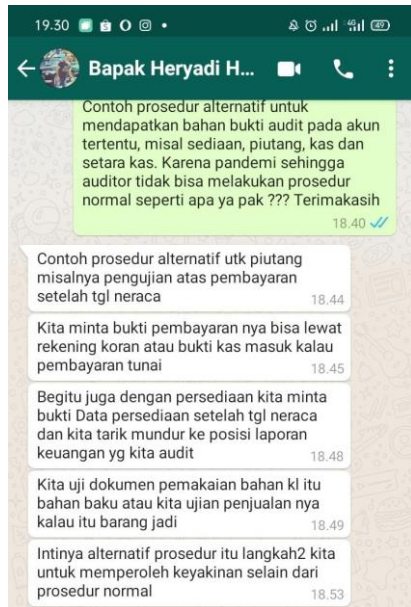 19.30
49
Bapak Heryadi H...
Contoh prosedur alternatif untuk
mendapatkan bahan bukti audit pada akun
tertentu, misal sediaan, piutang, kas dan
setara kas. Karena pandemi sehingga
auditor tidak bisa melakukan prosedur
normal seperti apa ya pak ??? Terimakasih
18.40
Contoh prosedur alternatif utk piutang
misalnya pengujian atas pembayaran
setelah tgl neraca
18.44
Kita minta bukti pembayaran nya bisa lewat
rekening koran atau bukti kas masuk kalau
pembayaran tunai
18.45
Begitu juga dengan persediaan kita minta
bukti Data persediaan setelah tgl neraca
dan kita tarik mundur ke posisi laporan
keuangan yg kita audit
18.48
Kita uji dokumen pemakaian bahan kl itu
bahan baku atau kita ujian penjualan nya
kalau itu barang jadi
18.49
Intinya alternatif prosedur itu langkah2 kita
untuk memperoleh keyakinan selain dari
prosedur normal
18.53